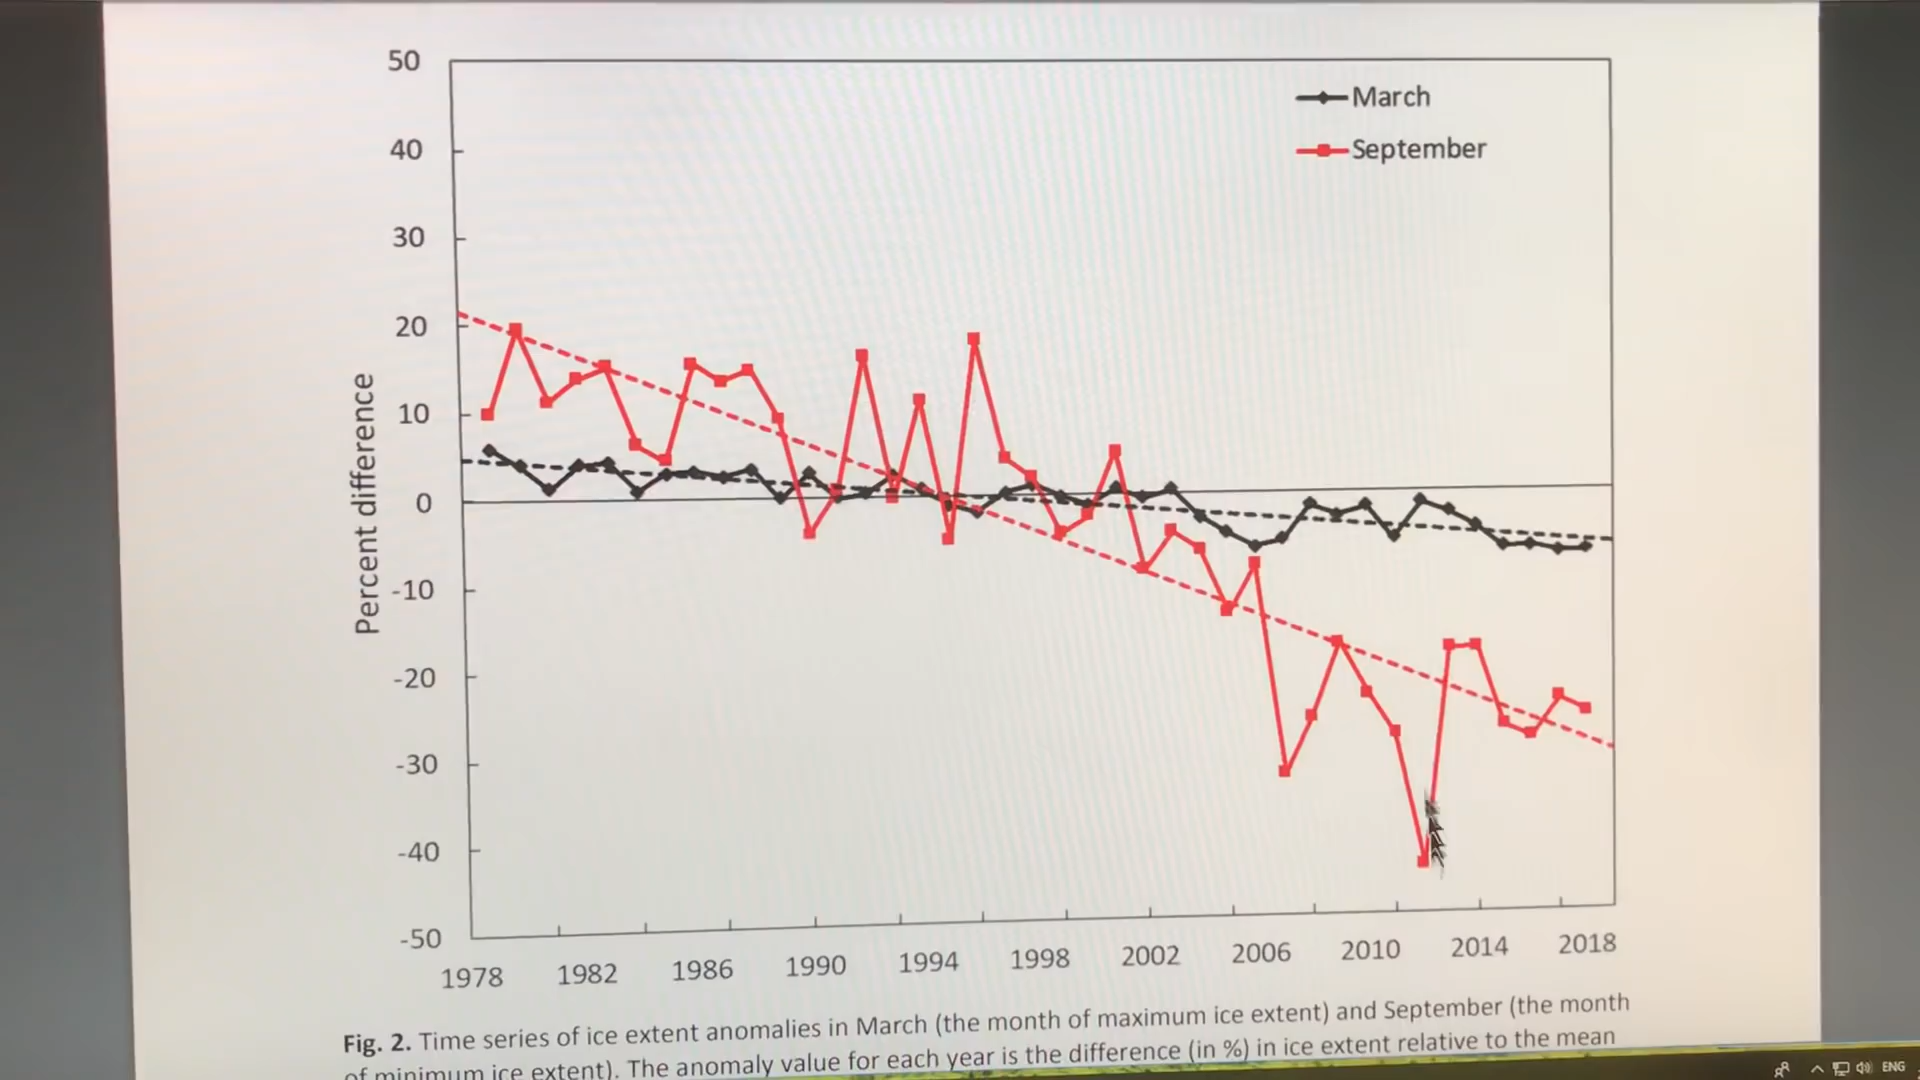 50
40
30
20
10
0
-10
-20
-30
-40
-50
Percent difference
March
September
1978 1982 1986 1990 1994 1998 2002 2006 2010 2014 2018
Fig. 2. Time series of ice extent anomalies in March (the month of maximum ice extent) and September (the month
of minimum ice extent). The anomaly value for each year is the difference (in %) in ice extent relative to the mean
ENG